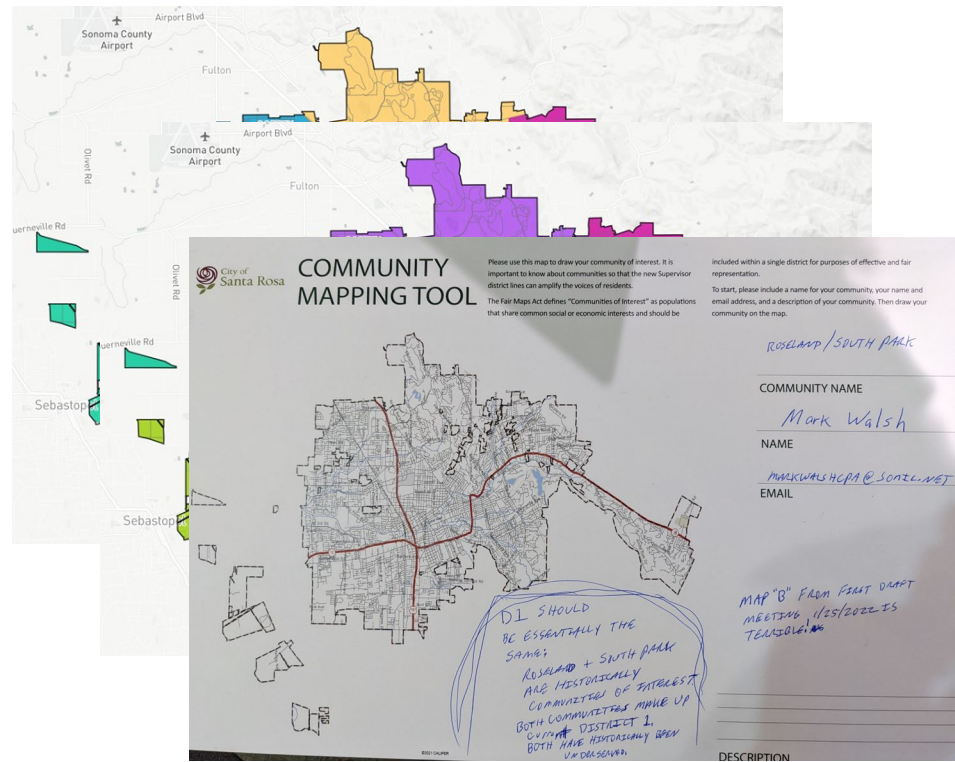 Airport Blvd
Sonoma County
Airport
Fulton
Olivet Rd
uerneville Rd
Sebastop
Airport Blvd
Sonoma County
Airport
Fulton
Olivet Rd
uerneville Rd
Sebastop
City of
Santa Rosa
COMMUNITY
MAPPING TOOL
Please use this map to draw your community of interest. It is
important to know about communities so that the new Supervisor
district lines can amplify the voices of residents.
The Fair Maps Act defines "Communities of Interest" as populations
that share common social or economic interests and should be
included within a single district for purposes of effective and fair
representation.
To start, please include a name for your community, your name and
email address, and a description of your community. Then draw your
community on the map.
ROSELAND/SOUTH PARK
COMMUNITY NAME
Mark Walsh
NAME
MARKWALSHCPA@SONIC.NET
EMAIL
MAP "B" FROM FIRST DRAFT
MEETING 1/25/2022 IS
TERRIBLE!
D1 SHOULD
BE ESSENTIALLY THE
SAME:
ROSELAND + SOUTH PARK
ARE HISTORICALLY
COMMUNITIES OF INTEREST.
BOTH COMMUNITIES MAKE UP
CURRENT DISTRICT 1.
BOTH HAVE HISTORICALLY BEEN
UNDERSERVED.
©2021 CALIPER
DESCRIPTION